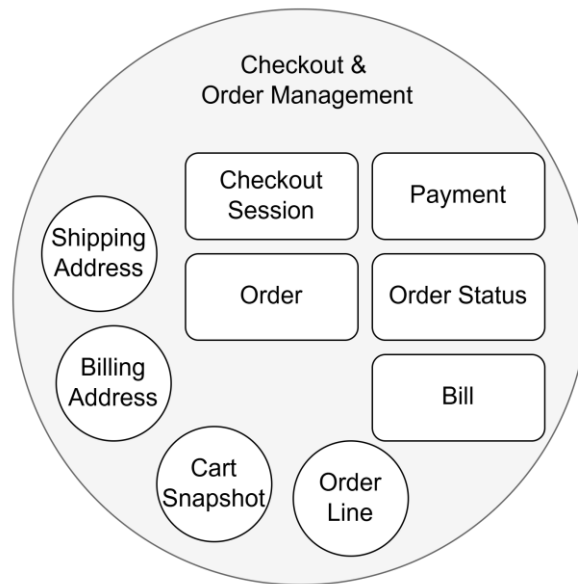 Checkout &
Order Management
Checkout
Session
Payment
Shipping
Address
Order
Order Status
Billing
Address
Bill
Cart
Snapshot
Order
Line